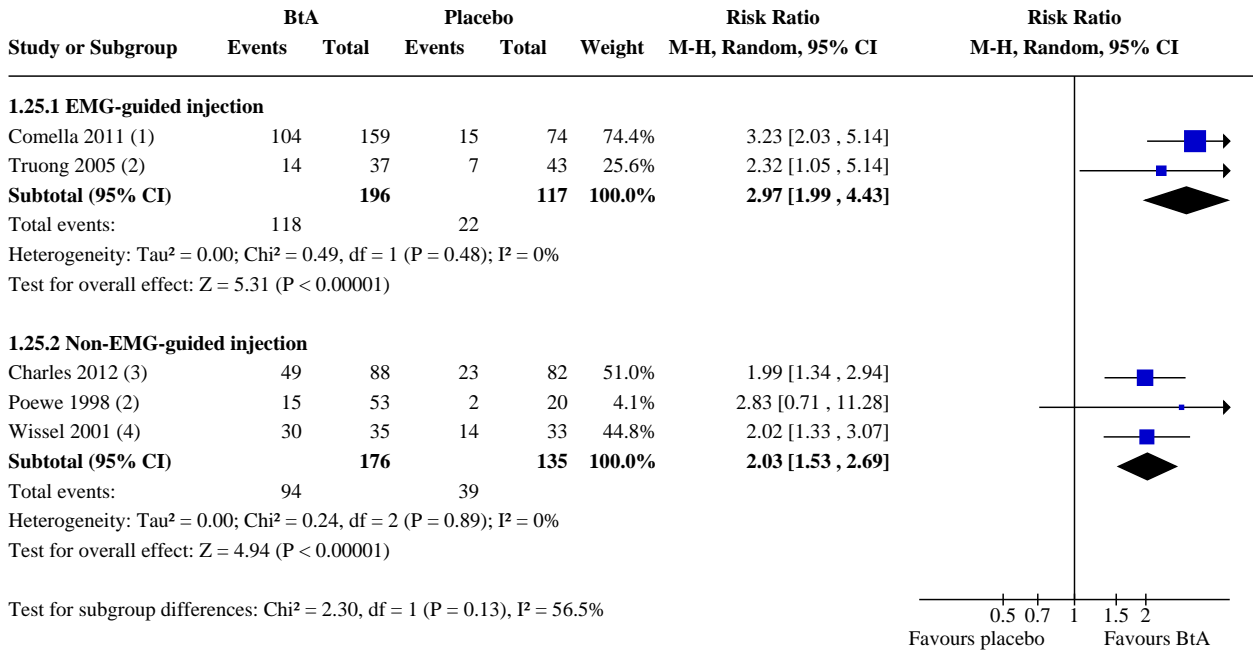 BtA Placebo Risk Ratio Risk Ratio
Study or Subgroup Events Total Events Total Weight M-H, Random, 95% CI M-H, Random, 95% CI
1.25.1 EMG-guided injection
Comella 2011 (1) 104 159 15 74 74.4% 3.23 [2.03 , 5.14]
Truong 2005 (2) 14 37 7 43 25.6% 2.32 [1.05 , 5.14]
Subtotal (95% CI) 196 117 100.0% 2.97 [1.99 , 4.43]
Total events: 118 22
Heterogeneity: Tau² = 0.00; Chi² = 0.49, df = 1 (P = 0.48); I² = 0%
Test for overall effect: Z = 5.31 (P < 0.00001)
1.25.2 Non-EMG-guided injection
Charles 2012 (3) 49 88 23 82 51.0% 1.99 [1.34 , 2.94]
Poewe 1998 (2) 15 53 2 20 4.1% 2.83 [0.71 , 11.28]
Wissel 2001 (4) 30 35 14 33 44.8% 2.02 [1.33 , 3.07]
Subtotal (95% CI) 176 135 100.0% 2.03 [1.53 , 2.69]
Total events: 94 39
Heterogeneity: Tau² = 0.00; Chi² = 0.24, df = 2 (P = 0.89); I² = 0%
Test for overall effect: Z = 4.94 (P < 0.00001)
Test for subgroup differences: Chi² = 2.30, df = 1 (P = 0.13), I² = 56.5%
0.5 0.7 1 1.5 2
Favours placebo Favours BtA